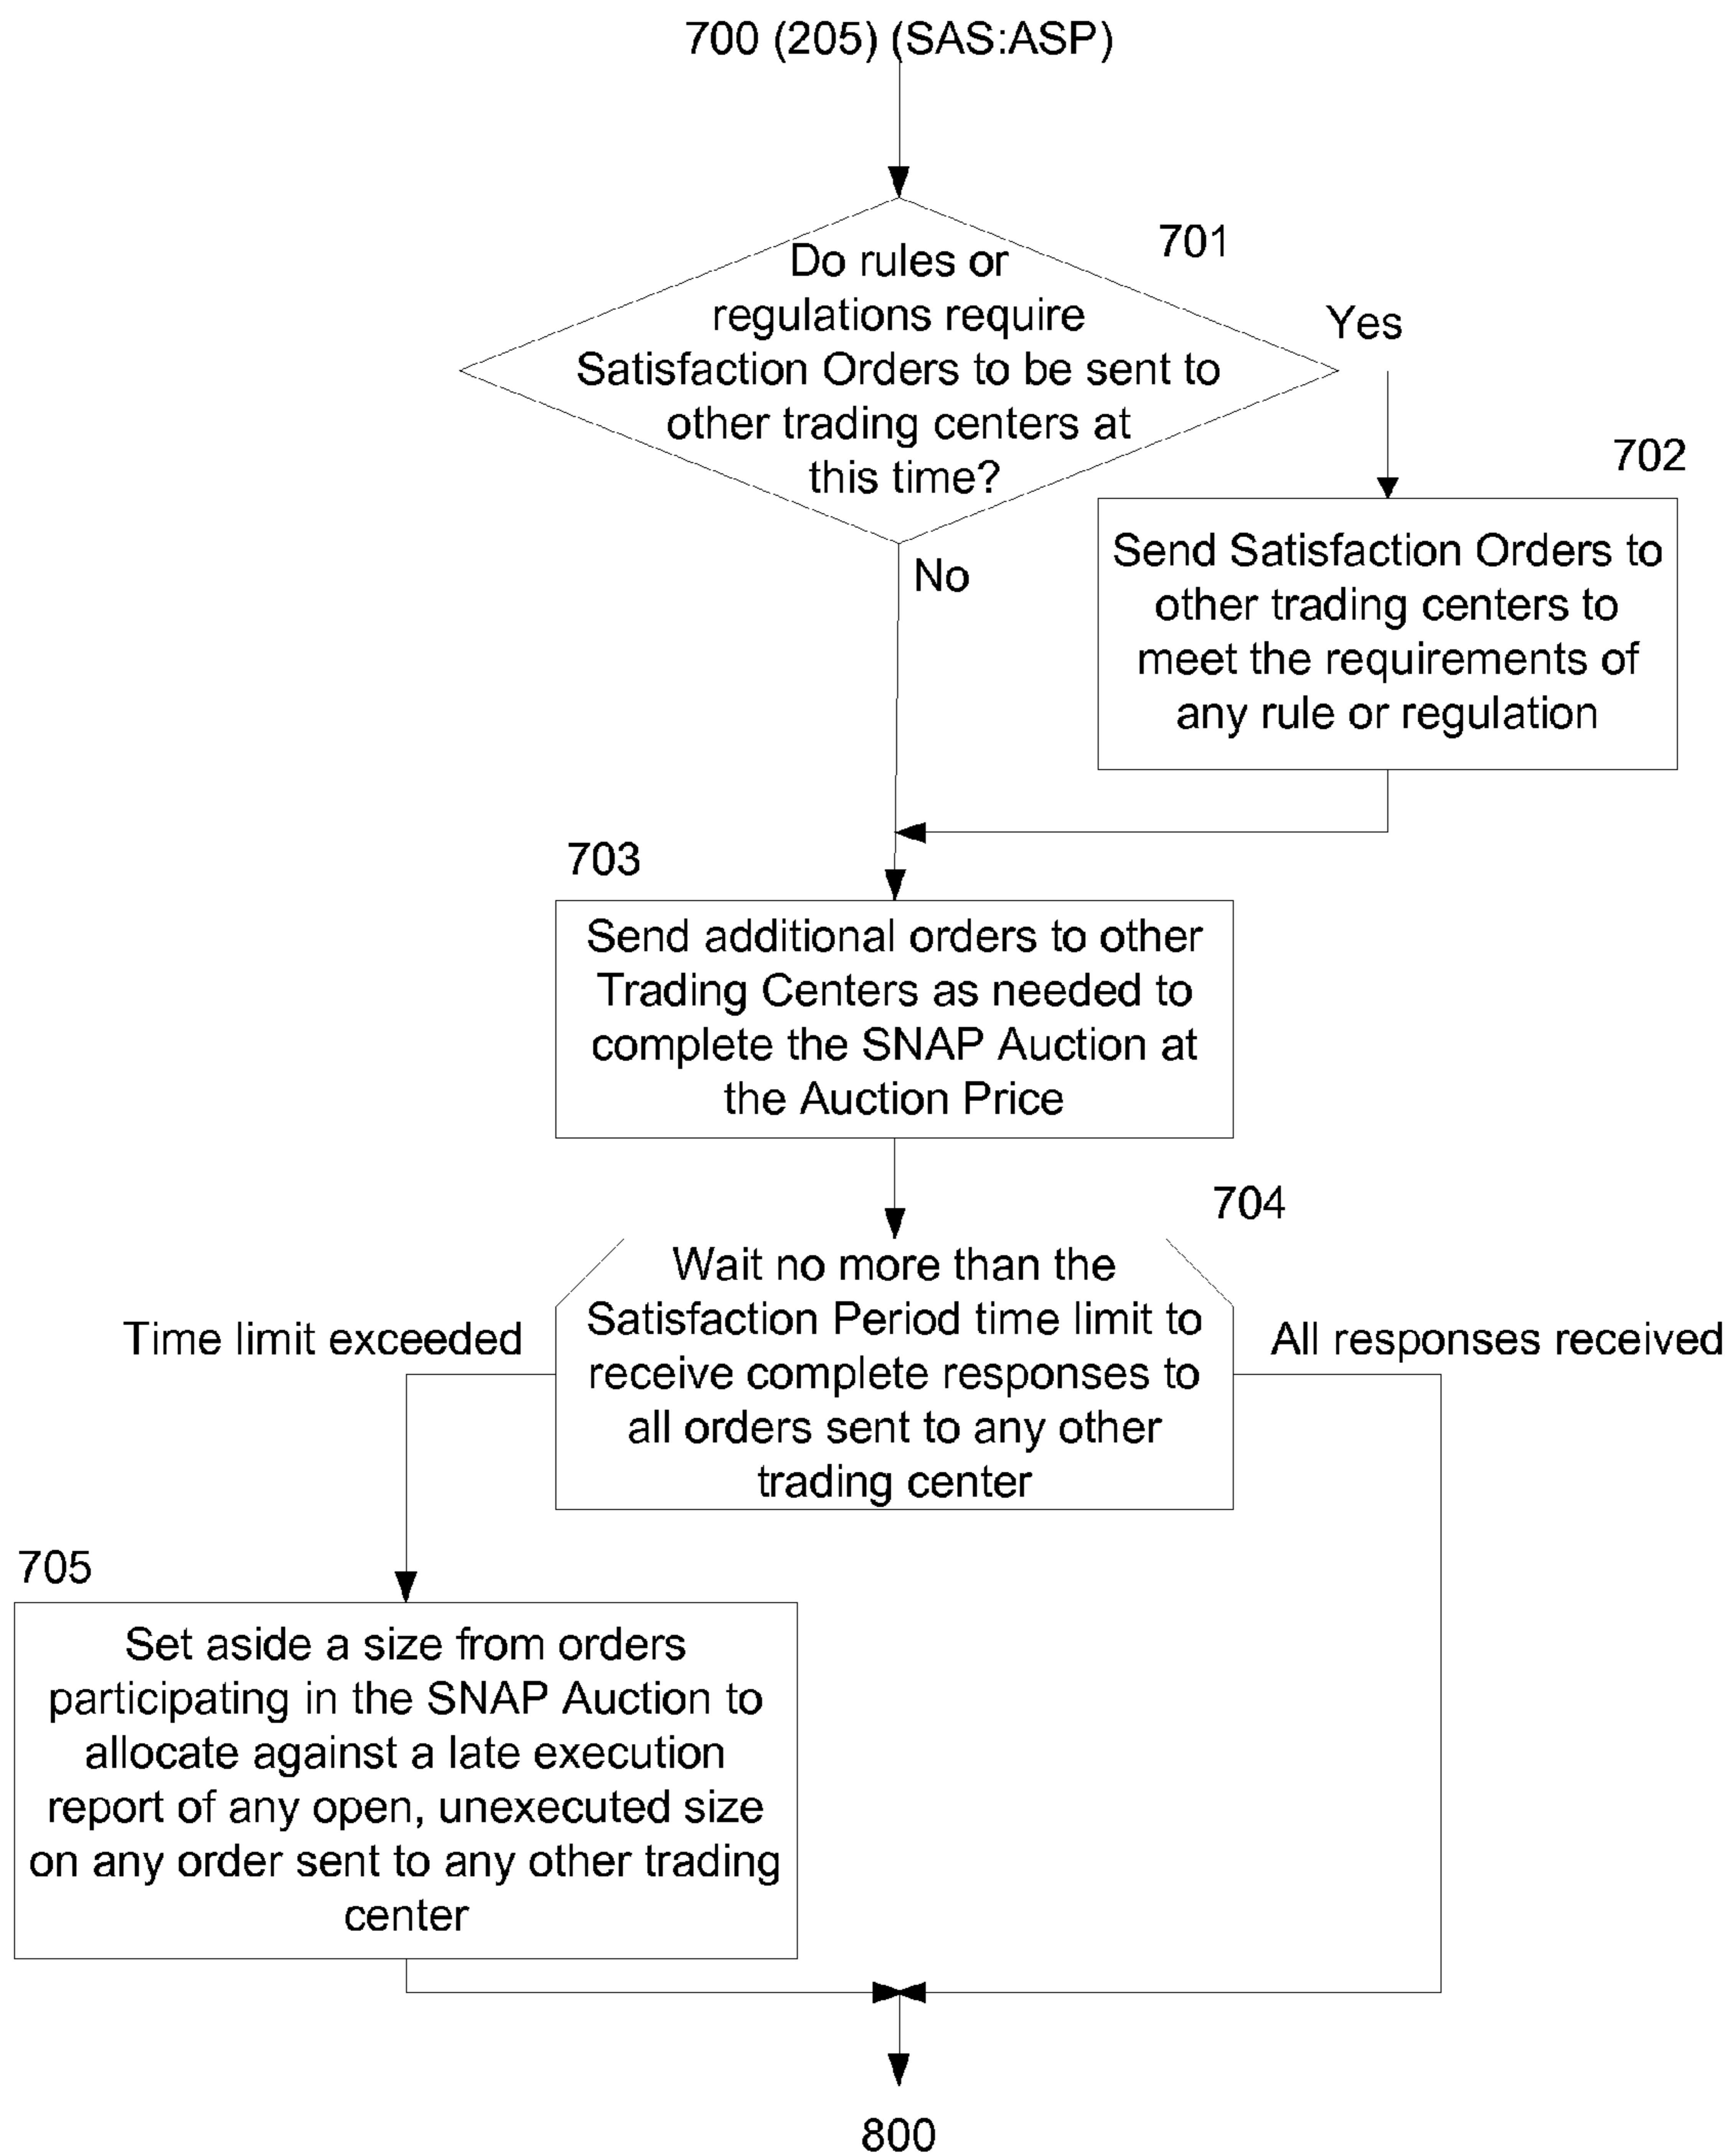 700 (205) (SAS:ASP)
701
Do rules or
regulations require
Satisfaction Orders to be sent to
other trading centers at
this time?
Yes
No
702
Send Satisfaction Orders to
other trading centers to
meet the requirements of
any rule or regulation
703
Send additional orders to other
Trading Centers as needed to
complete the SNAP Auction at
the Auction Price
704
Wait no more than the
Satisfaction Period time limit to
receive complete responses to
all orders sent to any other
trading center
Time limit exceeded
All responses received
705
Set aside a size from orders
participating in the SNAP Auction to
allocate against a late execution
report of any open, unexecuted size
on any order sent to any other trading
center
800